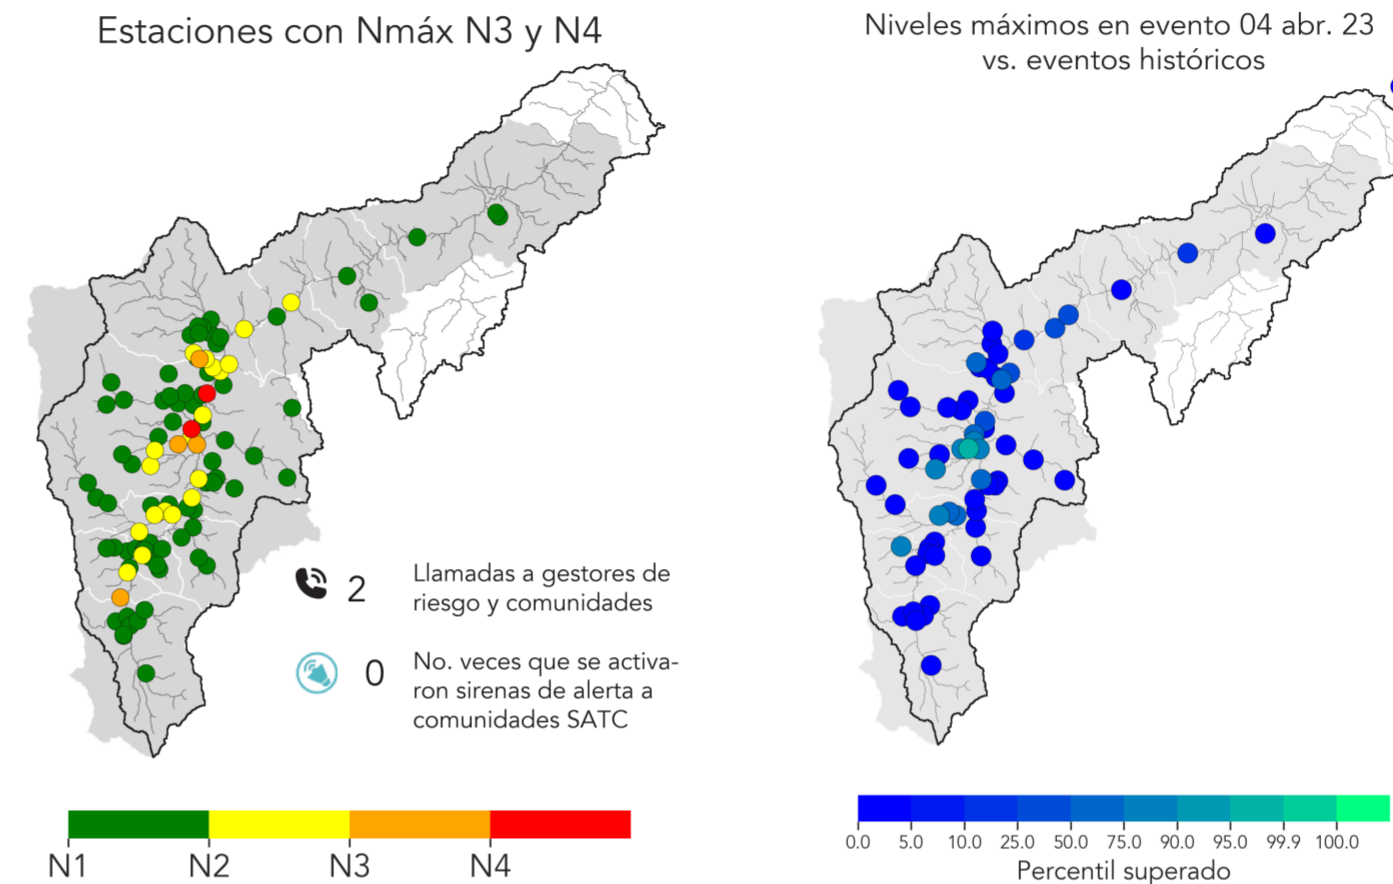 Estaciones con Nmáx N3 y N4
2
Llamadas a gestores de
riesgo y comunidades
0
No. veces que se activa-
ron sirenas de alerta a
comunidades SATC
N1 N2 N3 N4
Niveles máximos en evento 04 abr. 23
vs. eventos históricos
0.0 5.0 10.0 25.0 50.0 75.0 90.0 95.0 99.9 100.0
Percentil superado